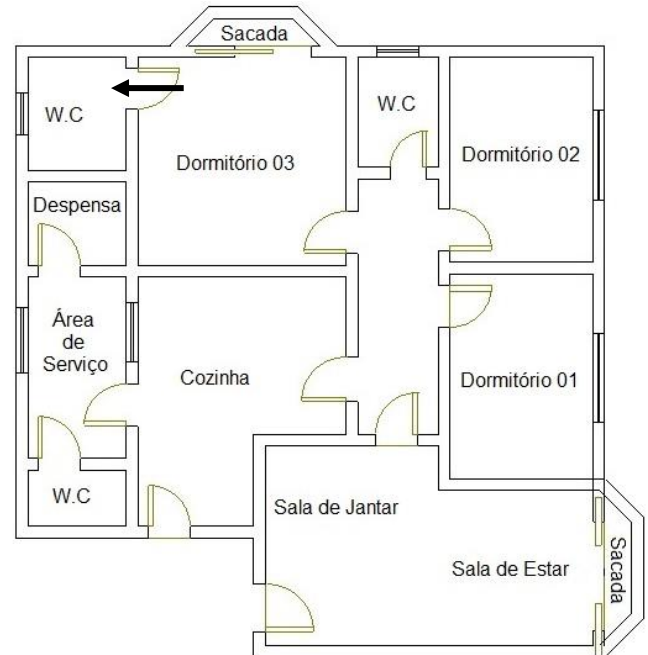 Sacada
W.C
W.C
Dormitório 03
Dormitório 02
Despensa
Área
de
Serviço
Cozinha
Dormitório 01
W.C
Sala de Jantar
Sala de Estar
Sacada